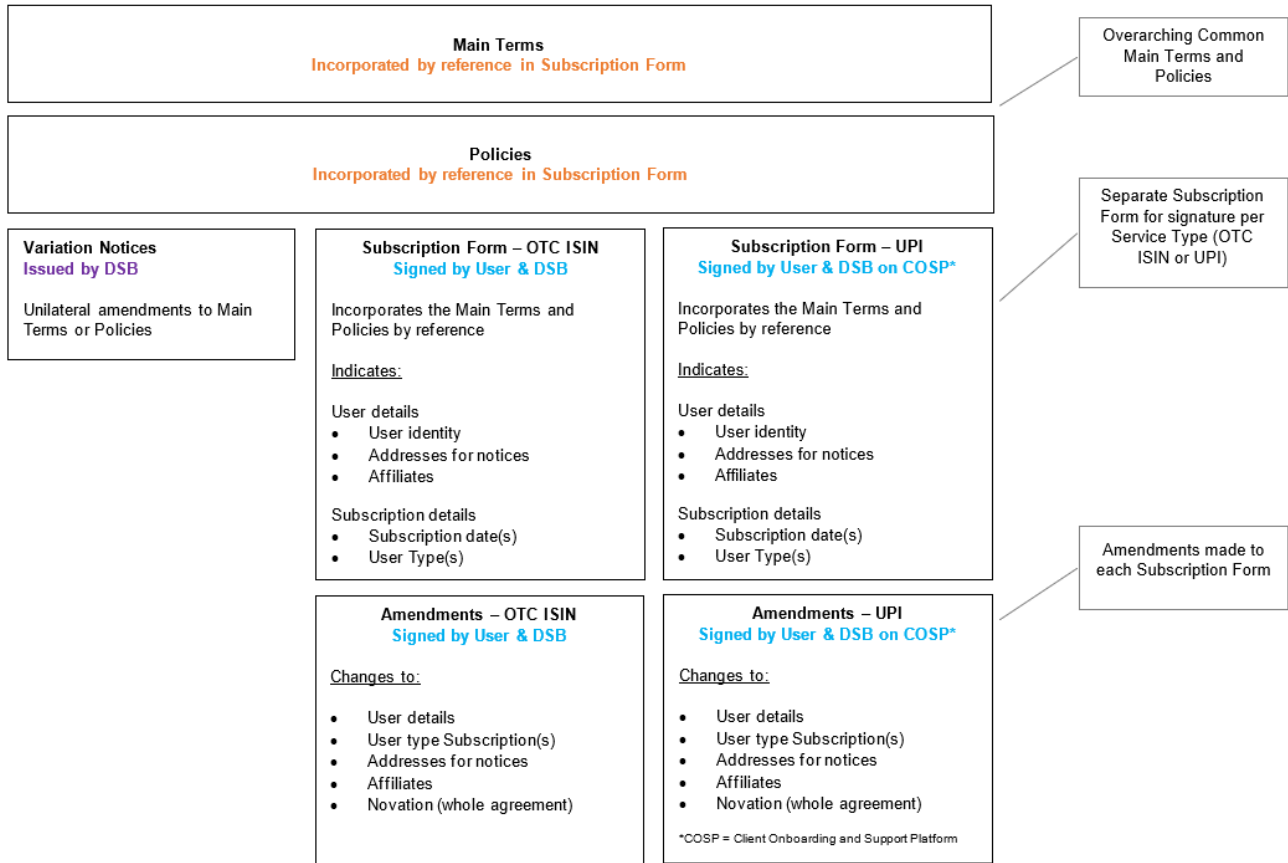 Main Terms
Incorporated by reference in Subscription Form
Overarching Common
Main Terms and
Policies
Policies
Incorporated by reference in Subscription Form
Separate Subscription
Form for signature per
Service Type (OTC
ISIN or UPI)
Variation Notices
Issued by DSB
Unilateral amendments to Main
Terms or Policies
Subscription Form – OTC ISIN
Signed by User & DSB
Incorporates the Main Terms and
Policies by reference
Indicates:
User details
• User identity
• Addresses for notices
• Affiliates
Subscription details
• Subscription date(s)
• User Type(s)
Subscription Form – UPI
Signed by User & DSB on COSP*
Incorporates the Main Terms and
Policies by reference
Indicates:
User details
• User identity
• Addresses for notices
• Affiliates
Subscription details
• Subscription date(s)
• User Type(s)
Amendments made to
each Subscription Form
Amendments – OTC ISIN
Signed by User & DSB
Changes to:
• User details
• User type Subscription(s)
• Addresses for notices
• Affiliates
• Novation (whole agreement)
Amendments – UPI
Signed by User & DSB on COSP*
Changes to:
• User details
• User type Subscription(s)
• Addresses for notices
• Affiliates
• Novation (whole agreement)
*COSP = Client Onboarding and Support Platform